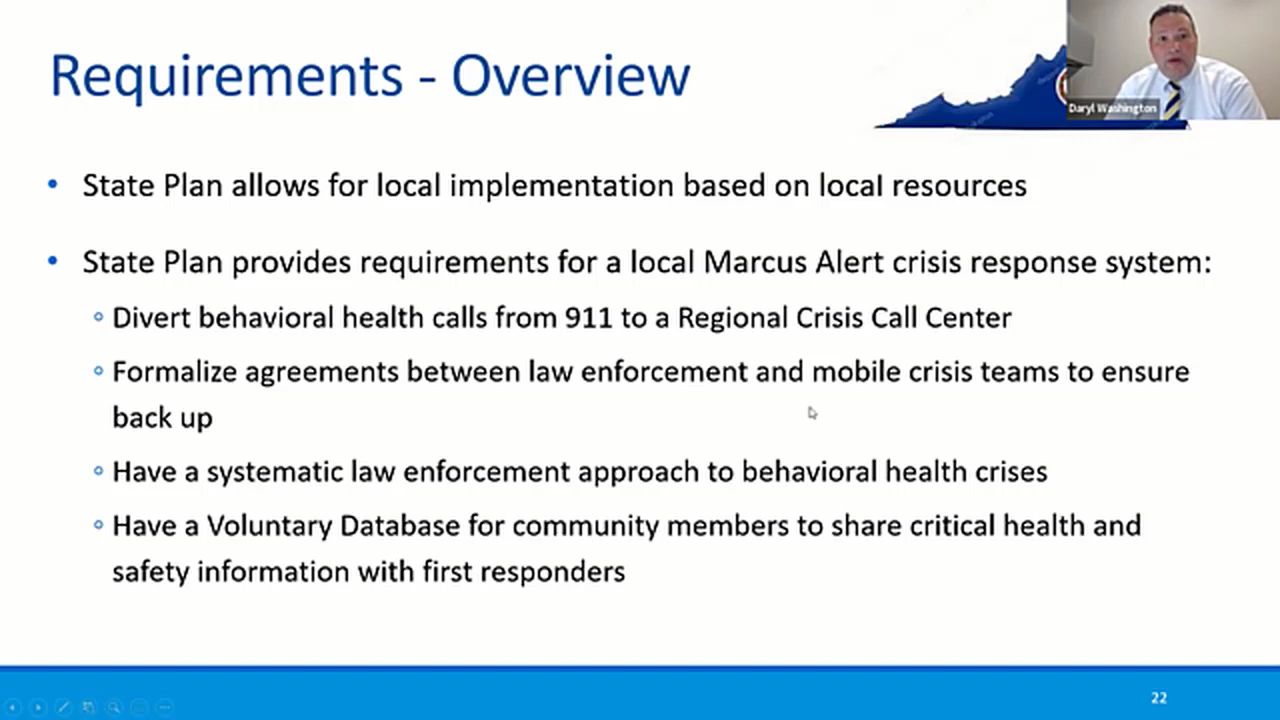 Requirements - Overview
Daryl Washington
• State Plan allows for local implementation based on local resources
• State Plan provides requirements for a local Marcus Alert crisis response system:
◦ Divert behavioral health calls from 911 to a Regional Crisis Call Center
◦ Formalize agreements between law enforcement and mobile crisis teams to ensure
back up
◦ Have a systematic law enforcement approach to behavioral health crises
◦ Have a Voluntary Database for community members to share critical health and
safety information with first responders
22